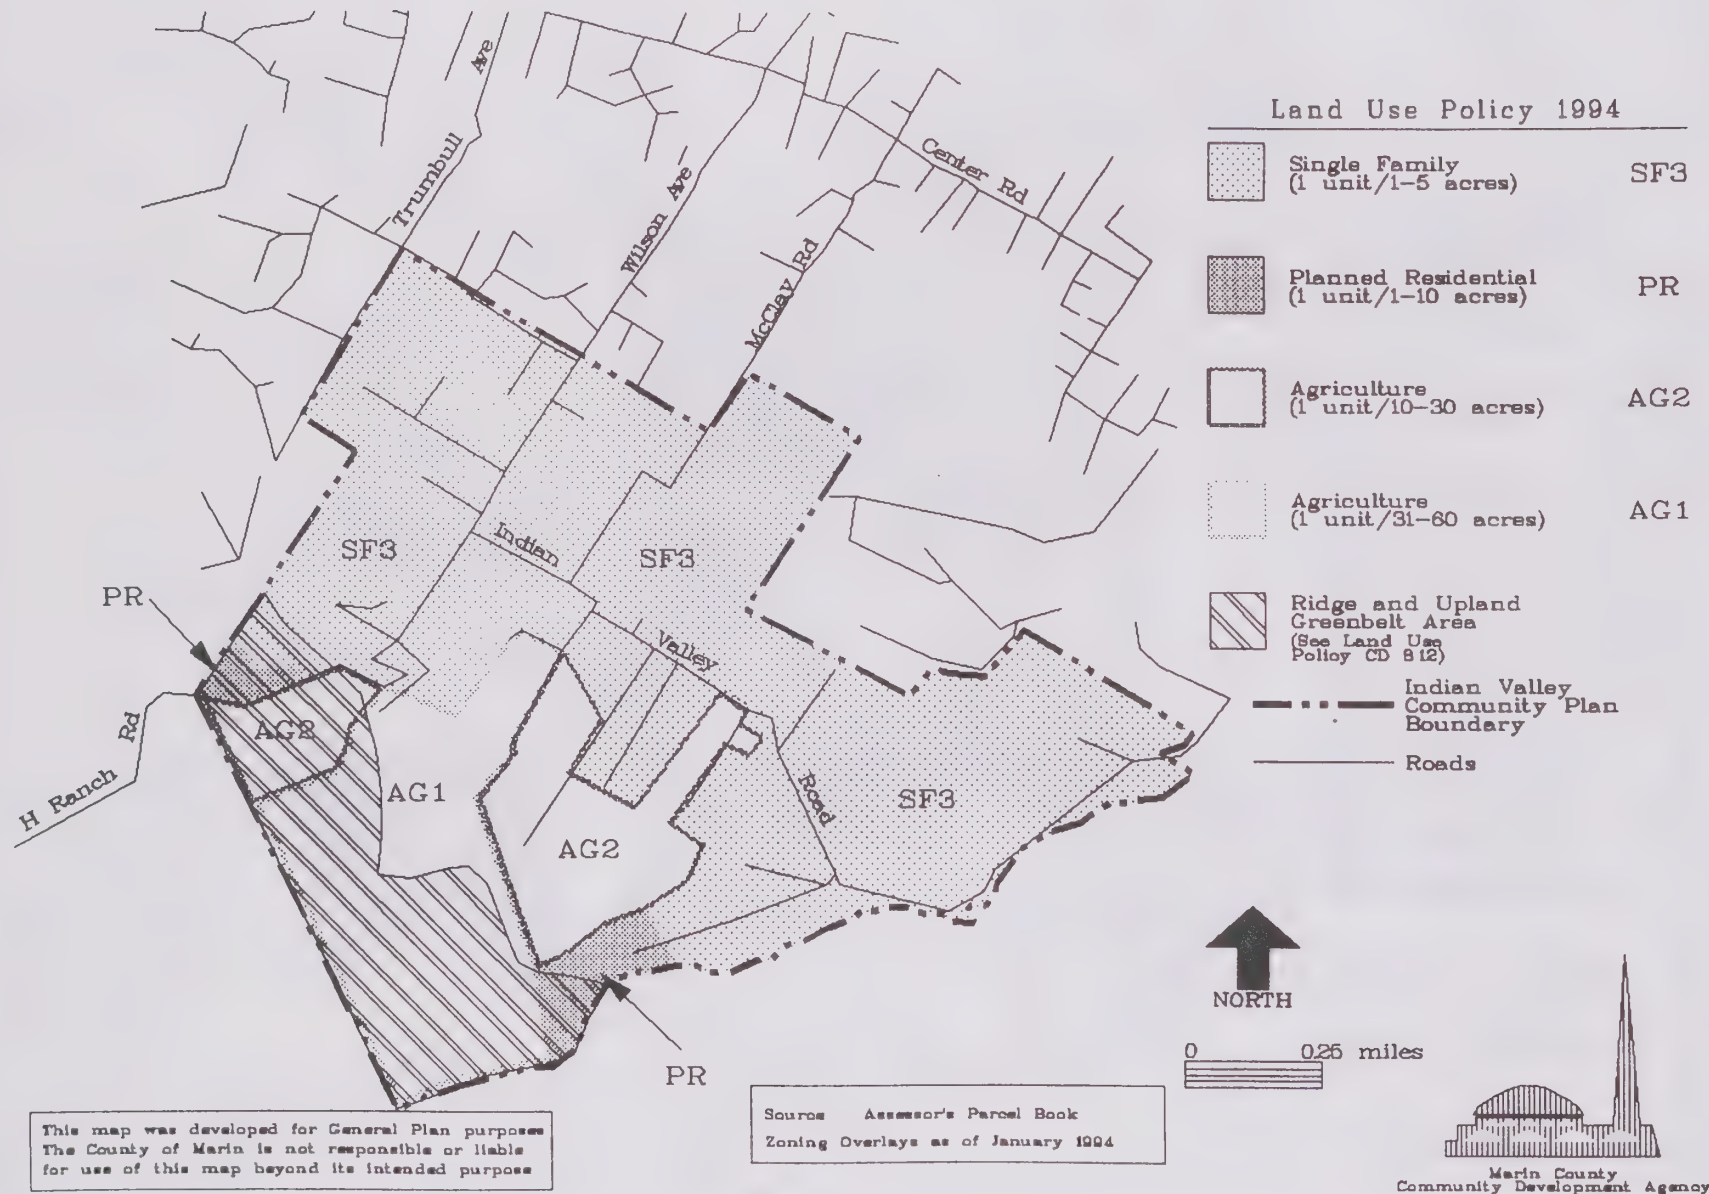 Land Use Policy 1994
Single Family
(1 unit/1-5 acres)
SF3
Planned Residential
(1 unit/1-10 acres)
PR
Agriculture
(1 unit/10-30 acres)
AG2
Agriculture
(1 unit/31-60 acres)
AG1
Ridge and Upland
Greenbelt Area
(See Land Use
Policy CD 8.12)
Indian Valley
Community Plan
Boundary
Roads
Trumbull Ave
Wilson Ave
McClay Rd
Center Rd
Indian Valley Road
H Ranch Rd
SF3
SF3
SF3
PR
AG2
AG1
AG2
PR
NORTH
0 0.25 miles
This map was developed for General Plan purposes
The County of Marin is not responsible or liable
for use of this map beyond its intended purpose
Source Assessor's Parcel Book
Zoning Overlays as of January 1994
Marin County
Community Development Agency